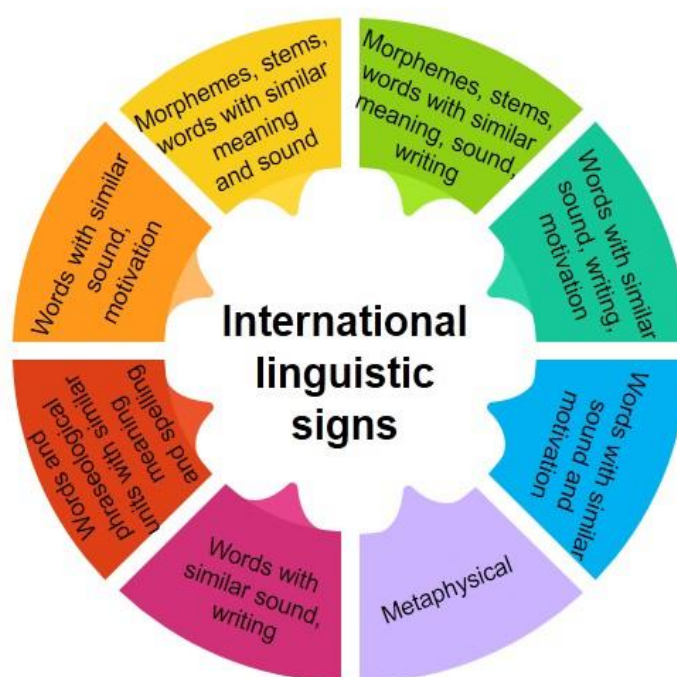 Morphemes, stems,
words with similar
meaning, sound,
writing
Words with similar
sound, writing,
motivation
Words with similar
sound and
motivation
Metaphysical
Words with
similar sound,
writing
Words and
phraseological
units with similar
meaning
and spelling
Words with similar
sound,
motivation
Morphemes, stems,
words with similar
meaning
and sound
International
linguistic
signs